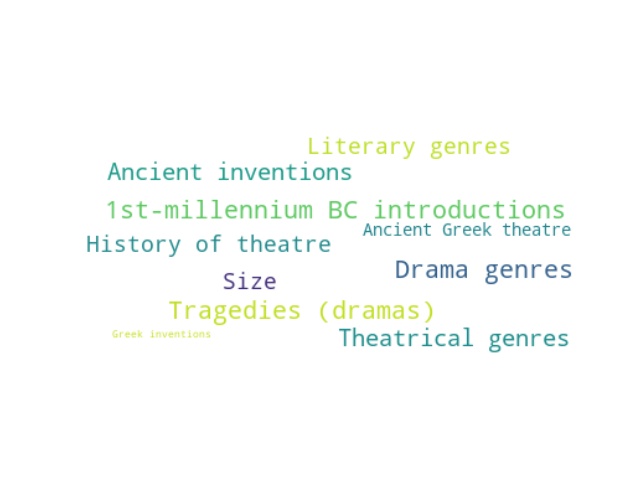 Literary genres
Ancient inventions
1st-millennium BC introductions
Ancient Greek theatre
History of theatre
Drama genres
Size
Tragedies (dramas)
Greek inventions
Theatrical genres